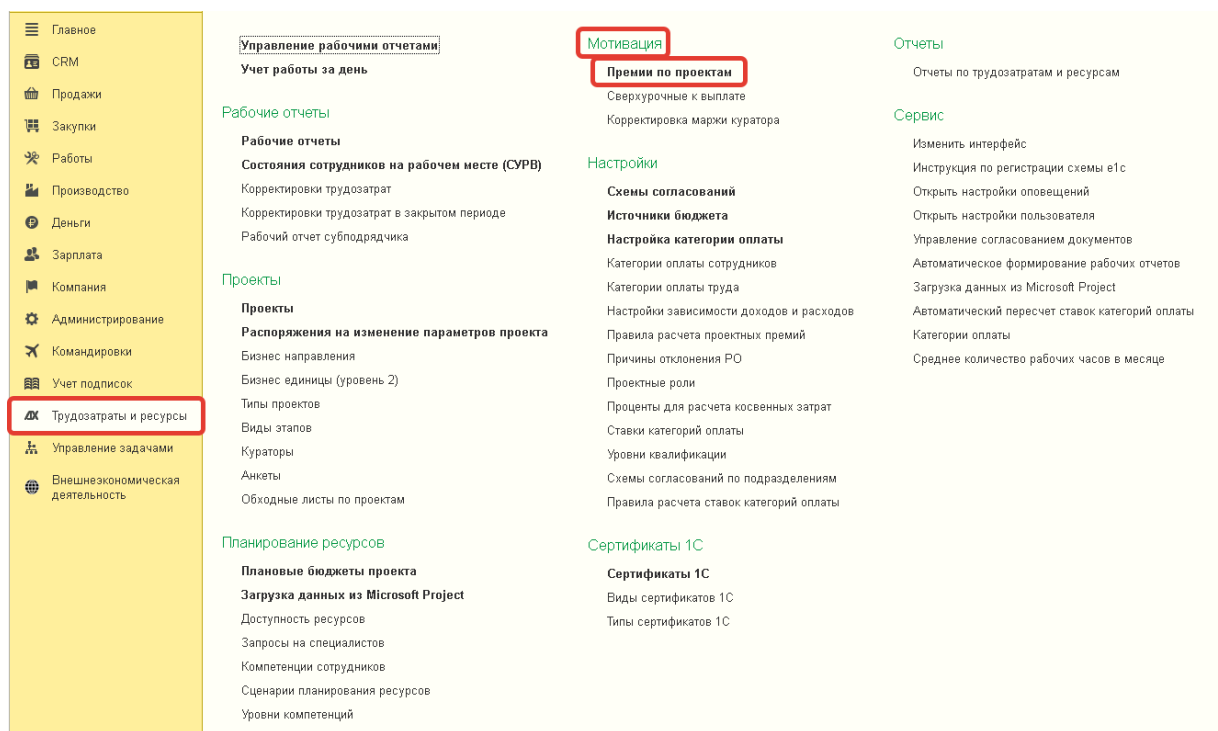 Главное
CRM
Продажи
Закупки
Работы
Производство
Деньги
Зарплата
Компания
Администрирование
Командировки
Учет подписок
Трудозатраты и ресурсы
Управление задачами
Внешнеэкономическая
деятельность
Управление рабочими отчетами
Учет работы за день
Рабочие отчеты
Рабочие отчеты
Состояния сотрудников на рабочем месте (СУРВ)
Корректировки трудозатрат
Корректировки трудозатрат в закрытом периоде
Рабочий отчет субподрядчика
Проекты
Проекты
Распоряжения на изменение параметров проекта
Бизнес направления
Бизнес единицы (уровень 2)
Типы проектов
Виды этапов
Кураторы
Анкеты
Обходные листы по проектам
Планирование ресурсов
Плановые бюджеты проекта
Загрузка данных из Microsoft Project
Доступность ресурсов
Запросы на специалистов
Компетенции сотрудников
Сценарии планирования ресурсов
Уровни компетенций
Мотивация
Премии по проектам
Сверхурочные к выплате
Корректировка маржи куратора
Настройки
Схемы согласований
Источники бюджета
Настройка категории оплаты
Категории оплаты сотрудников
Категории оплаты труда
Настройки зависимости доходов и расходов
Правила расчета проектных премий
Причины отклонения РО
Проектные роли
Проценты для расчета косвенных затрат
Ставки категорий оплаты
Уровни квалификации
Схемы согласований по подразделениям
Правила расчета ставок категорий оплаты
Сертификаты 1С
Сертификаты 1С
Виды сертификатов 1С
Типы сертификатов 1С
Отчеты
Отчеты по трудозатратам и ресурсам
Сервис
Изменить интерфейс
Инструкция по регистрации схемы e1c
Открыть настройки оповещений
Открыть настройки пользователя
Управление согласованием документов
Автоматическое формирование рабочих отчетов
Загрузка данных из Microsoft Project
Автоматический пересчет ставок категорий оплаты
Категории оплаты
Среднее количество рабочих часов в месяце